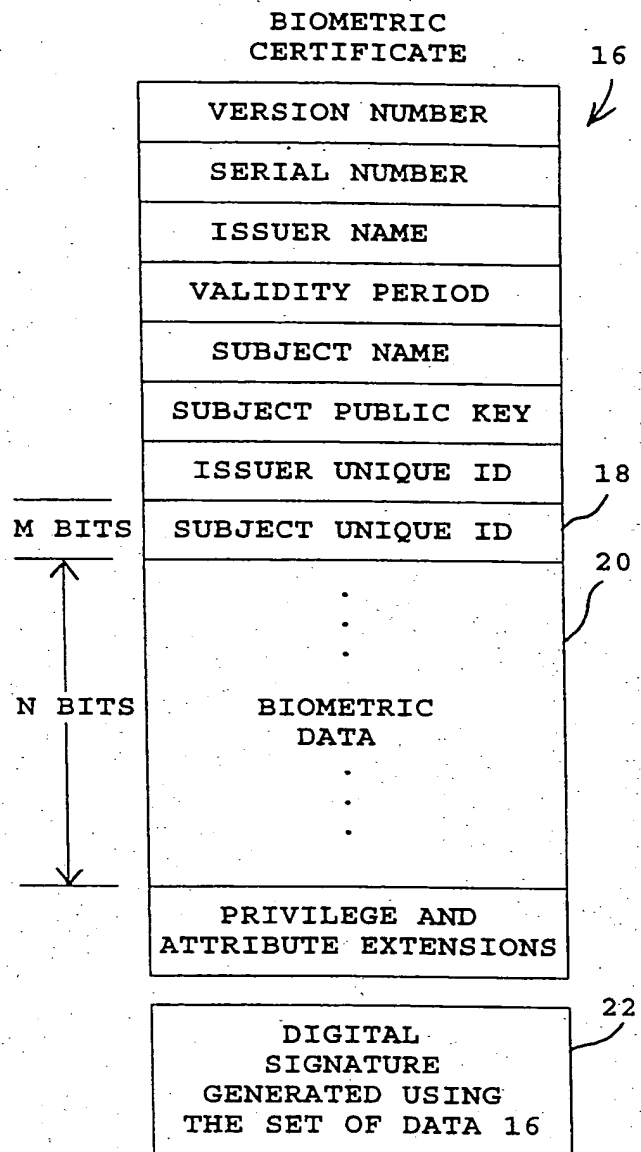 BIOMETRIC
CERTIFICATE
16
VERSION NUMBER
SERIAL NUMBER
ISSUER NAME
VALIDITY PERIOD
SUBJECT NAME
SUBJECT PUBLIC KEY
ISSUER UNIQUE ID
18
M BITS
SUBJECT UNIQUE ID
20
N BITS
BIOMETRIC
DATA
PRIVILEGE AND
ATTRIBUTE EXTENSIONS
22
DIGITAL
SIGNATURE
GENERATED USING
THE SET OF DATA 16